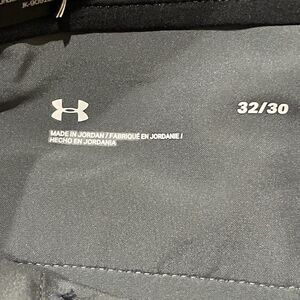 32/30
MADE IN JORDAN / FABRIQUÉ EN JORDANIE /
HECHO EN JORDANIA